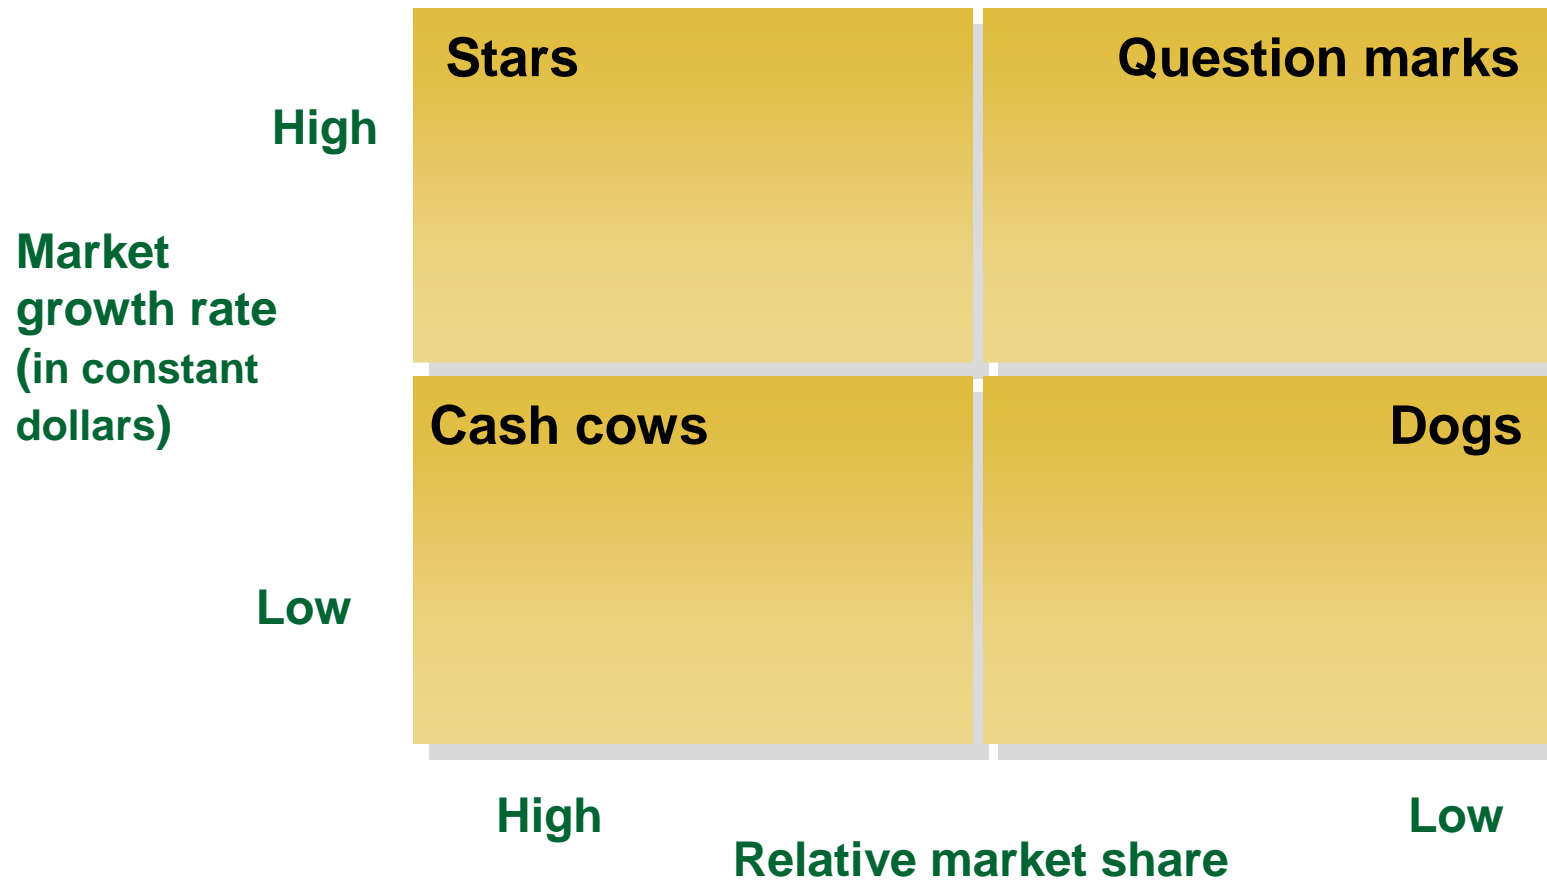 Stars
Question marks
High
Market
growth rate
(in constant
dollars)
Cash cows
Dogs
Low
High
Low
Relative market share